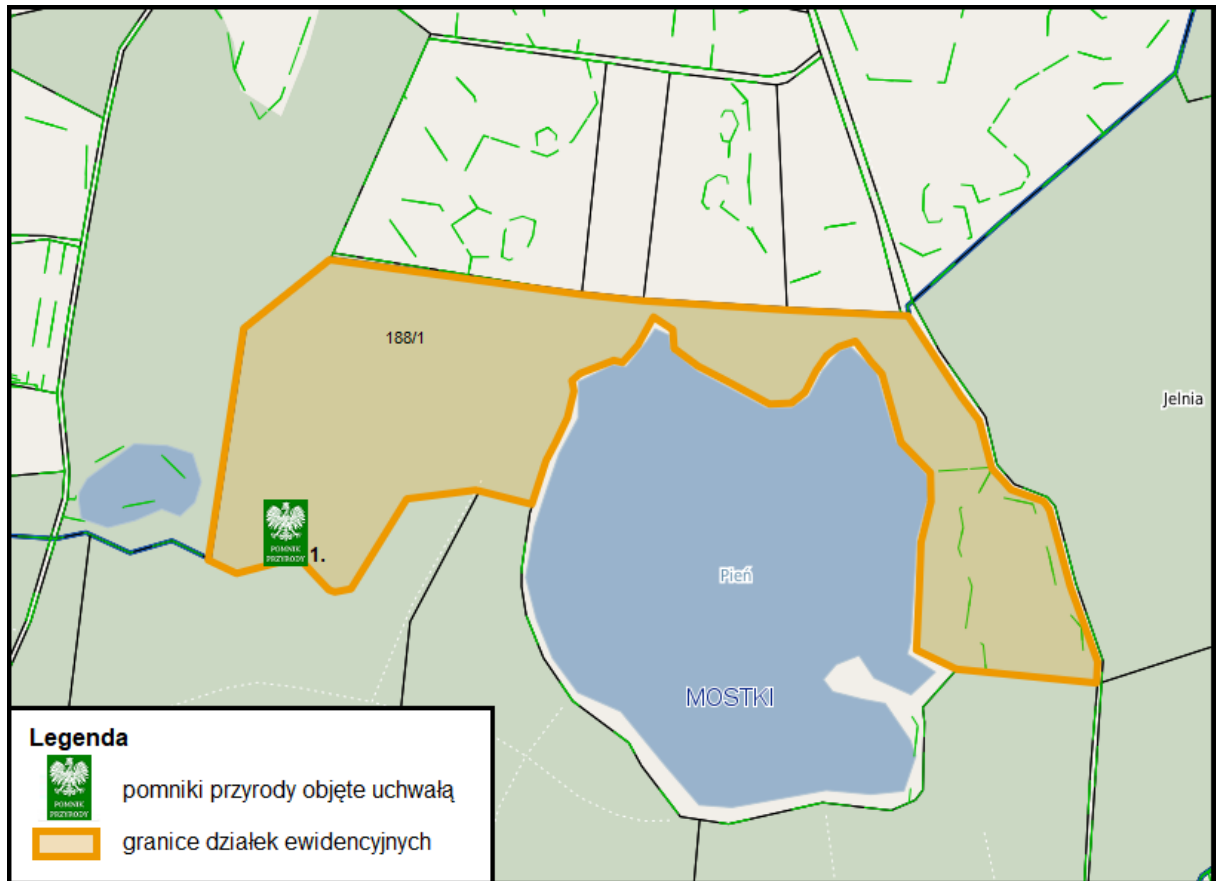 188/1
Jelnia
POMNIK
PRZYRODY
1.
Pień
MOSTKI
Legenda
POMNIK
PRZYRODY
pomniki przyrody objęte uchwałą
granice działek ewidencyjnych